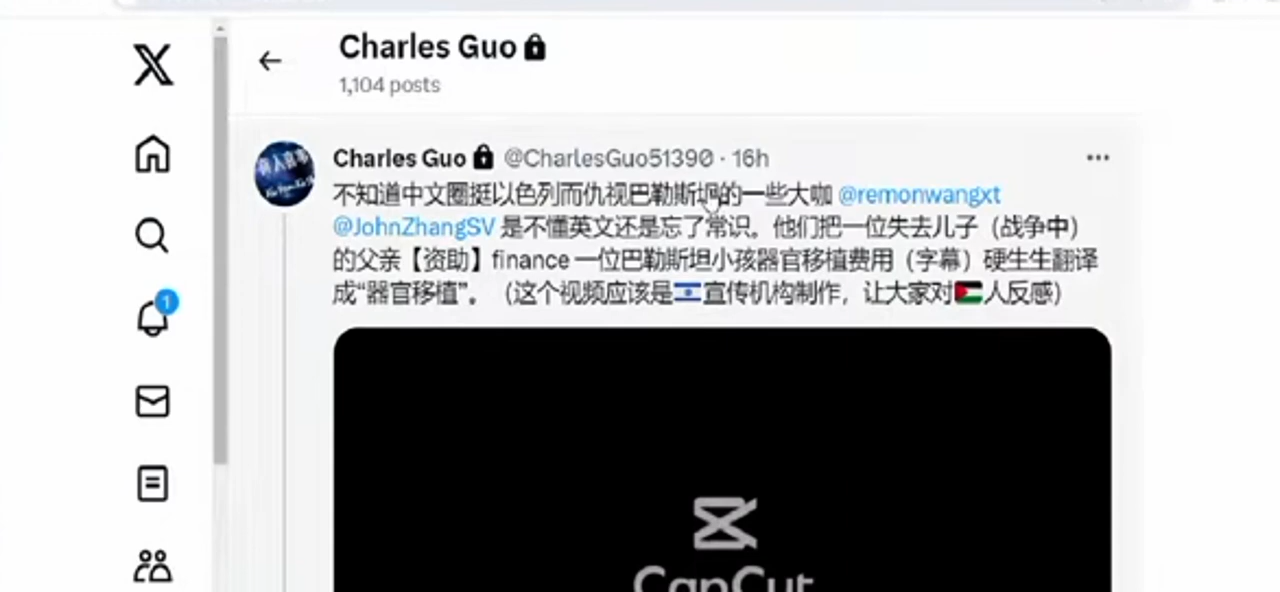 Charles Guo
1,104 posts
Charles Guo @CharlesGuo51390 · 16h
不知道中文圈挺以色列而仇视巴勒斯坦的一些大咖 @remonwangxt
@JohnZhangSV 是不懂英文还是忘了常识。他们把一位失去儿子（战争中）
的父亲【资助】finance 一位巴勒斯坦小孩器官移植费用（字幕）硬生生翻译
成“器官移植”。（这个视频应该是🇮🇱宣传机构制作，让大家对🇵🇸人反感）
1
CapCut